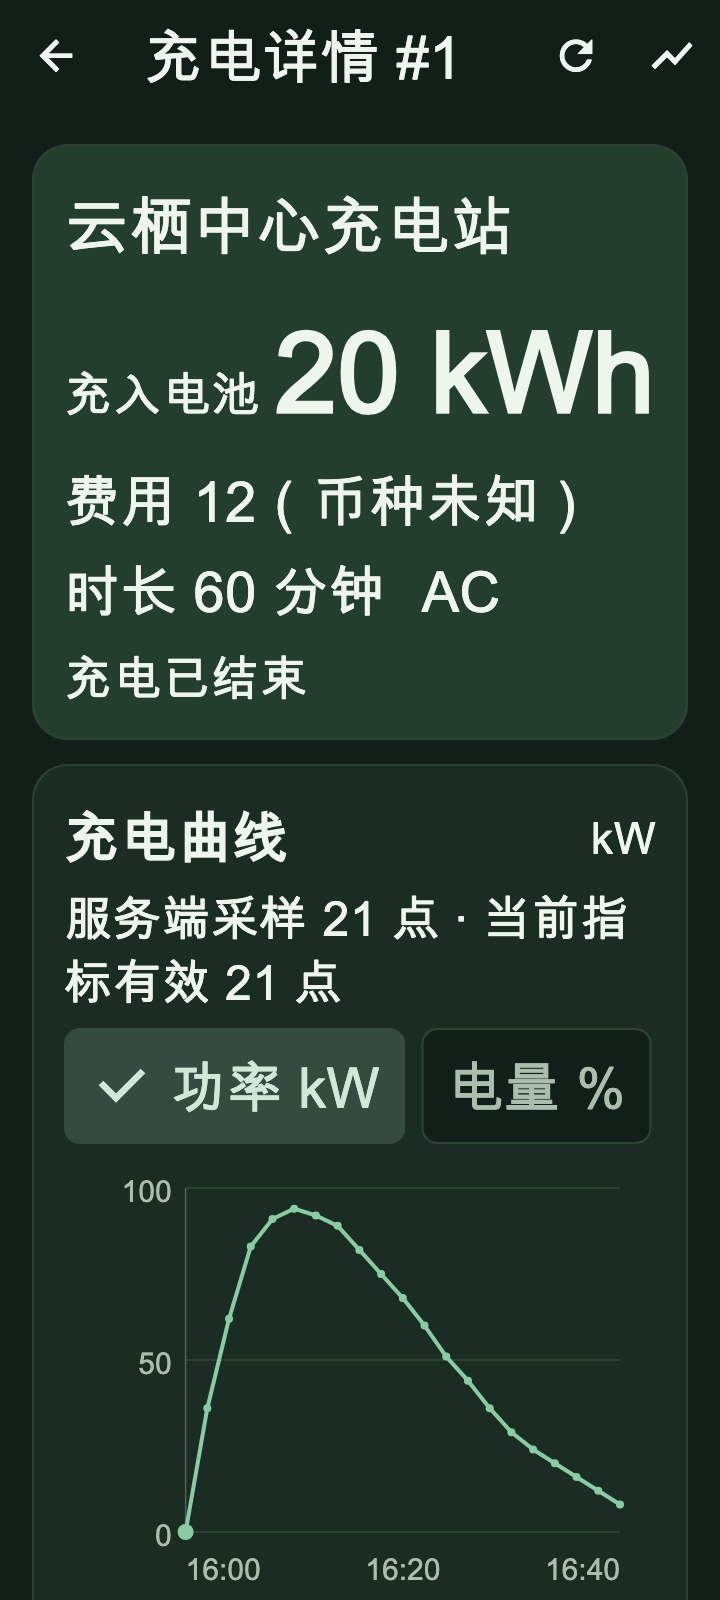 充电详情 #1
云栖中心充电站
充入电池 20 kWh
费用 12 ( 币种未知 )
时长 60 分钟 AC
充电已结束
充电曲线 kW
服务端采样 21 点 · 当前指
标有效 21 点
功率 kW 电量 %
100
50
0
16:00 16:20 16:40